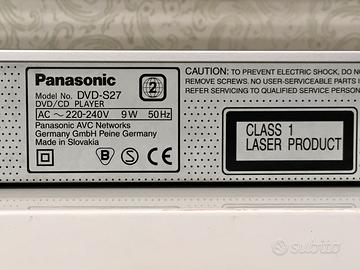 Panasonic
Model No. DVD-S27
DVD/CD PLAYER
2
AC ~ 220-240V 9W 50Hz
Panasonic AVC Networks
Germany GmbH Peine Germany
Made in Slovakia
B S CE
CAUTION: TO PREVENT ELECTRIC SHOCK, DO N
REMOVE SCREWS. NO USER-SERVICEABLE PARTS
REFER SERVICING TO QUALIFIED SERVICE PERSON
CLASS 1
LASER PRODUCT
subito